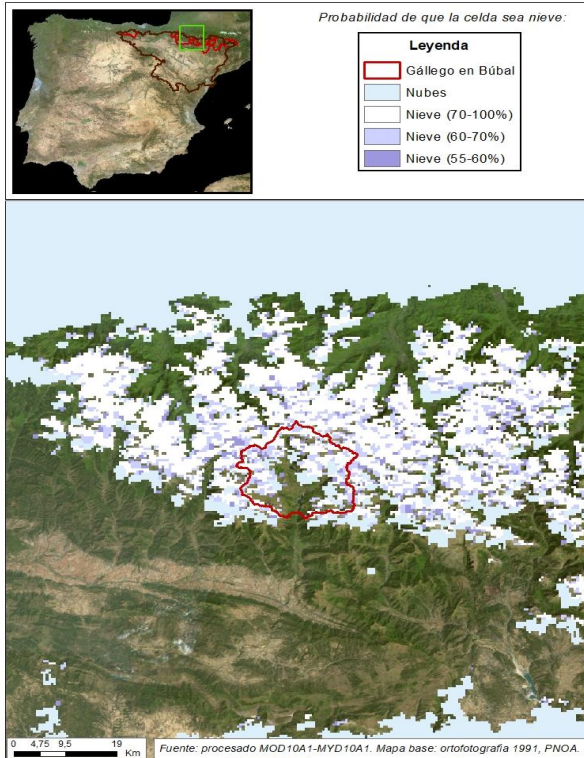 Probabilidad de que la celda sea nieve:
Leyenda
Gállego en Búbal
Nubes
Nieve (70-100%)
Nieve (60-70%)
Nieve (55-60%)
0 4,75 9,5 19
Km
Fuente: procesado MOD10A1-MYD10A1. Mapa base: ortofotografía 1991, PNOA.